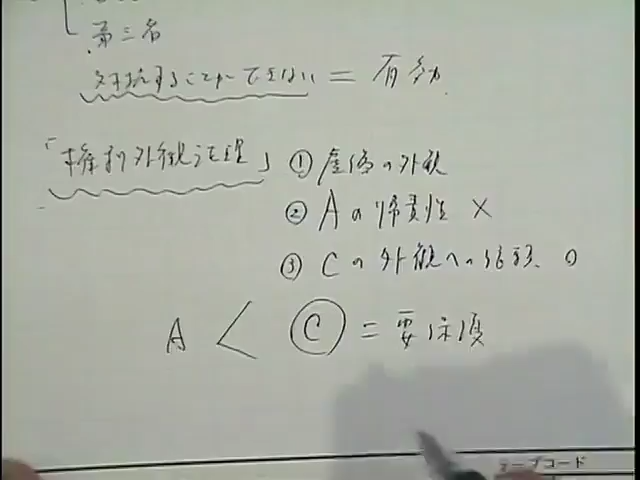 第三者
対抗することができない = 有効
「権利外観法理」 ① 虚偽の外観
② Aの帰責性 ×
③ Cの外観への信頼 ○
A < C = 要保護
テープコード